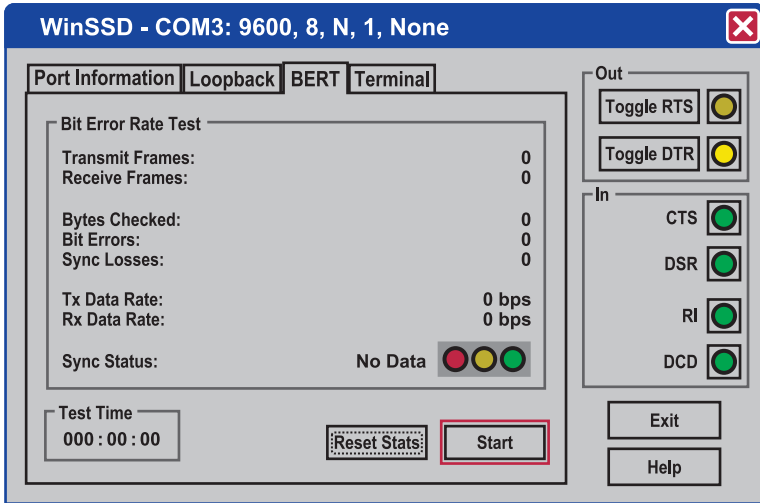 WinSSD - COM3: 9600, 8, N, 1, None
Port Information Loopback BERT Terminal
Bit Error Rate Test
Transmit Frames: 0
Receive Frames: 0
Bytes Checked: 0
Bit Errors: 0
Sync Losses: 0
Tx Data Rate: 0 bps
Rx Data Rate: 0 bps
Sync Status: No Data
Test Time
000 : 00 : 00
Reset Stats
Start
Out
Toggle RTS
Toggle DTR
In
CTS
DSR
RI
DCD
Exit
Help